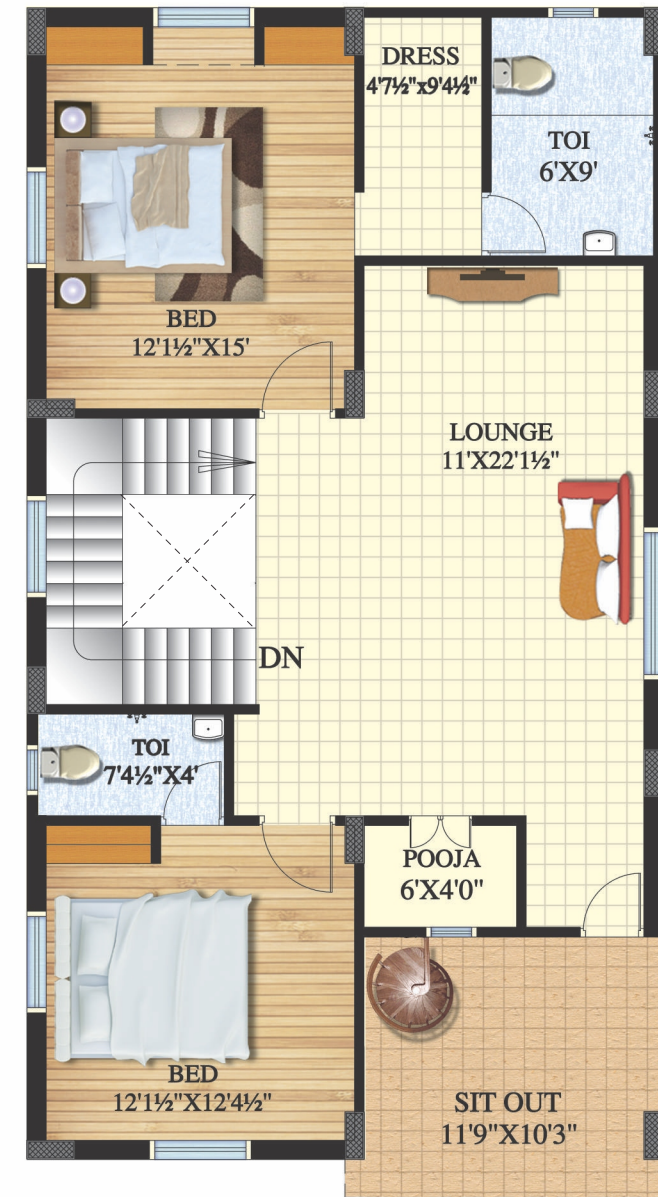 DRESS
4'7½"x9'4½"
TOI
6'X9'
BED
12'1½"X15'
LOUNGE
11'X22'1½"
DN
TOI
7'4½"X4'
POOJA
6'X4'0"
BED
12'1½"X12'4½"
SIT OUT
11'9"X10'3"